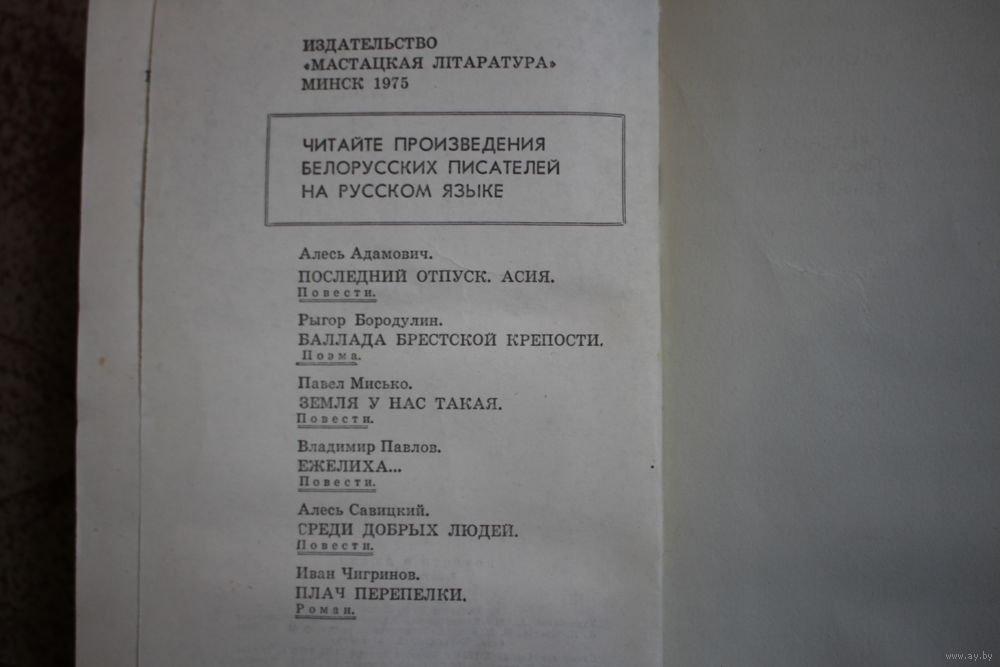 ИЗДАТЕЛЬСТВО
«МАСТАЦКАЯ ЛІТАРАТУРА»
МИНСК 1975
ЧИТАЙТЕ ПРОИЗВЕДЕНИЯ
БЕЛОРУССКИХ ПИСАТЕЛЕЙ
НА РУССКОМ ЯЗЫКЕ
Алесь Адамович.
ПОСЛЕДНИЙ ОТПУСК. АСИЯ.
Повести.
Рыгор Бородулин.
БАЛЛАДА БРЕСТСКОЙ КРЕПОСТИ.
Поэма.
Павел Мисько.
ЗЕМЛЯ У НАС ТАКАЯ.
Повести.
Владимир Павлов.
ЕЖЕЛИХА...
Повести.
Алесь Савицкий.
СРЕДИ ДОБРЫХ ЛЮДЕЙ.
Повести.
Иван Чигринов.
ПЛАЧ ПЕРЕПЕЛКИ.
Роман.
www.ay.by